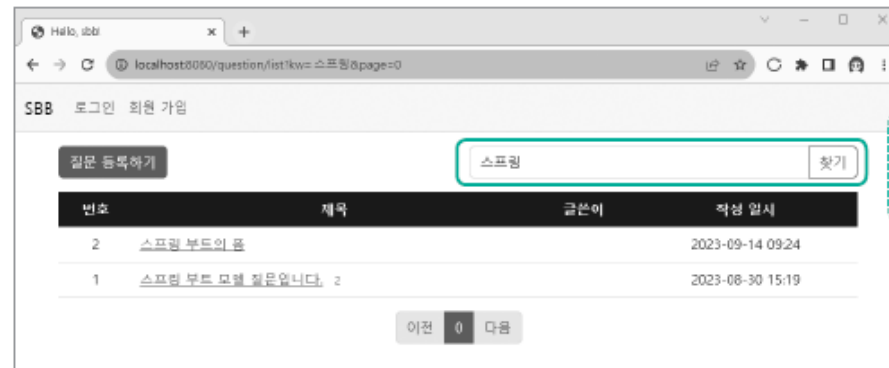 Hello, sbb!
localhost:8080/question/list?kw=스프링&page=0
SBB 로그인 회원 가입
질문 등록하기 스프링 찾기
번호 제목 글쓴이 작성 일시
2 스프링 부트의 폼 2023-09-14 09:24
1 스프링 부트 모델 질문입니다. 2 2023-08-30 15:19
이전 0 다음